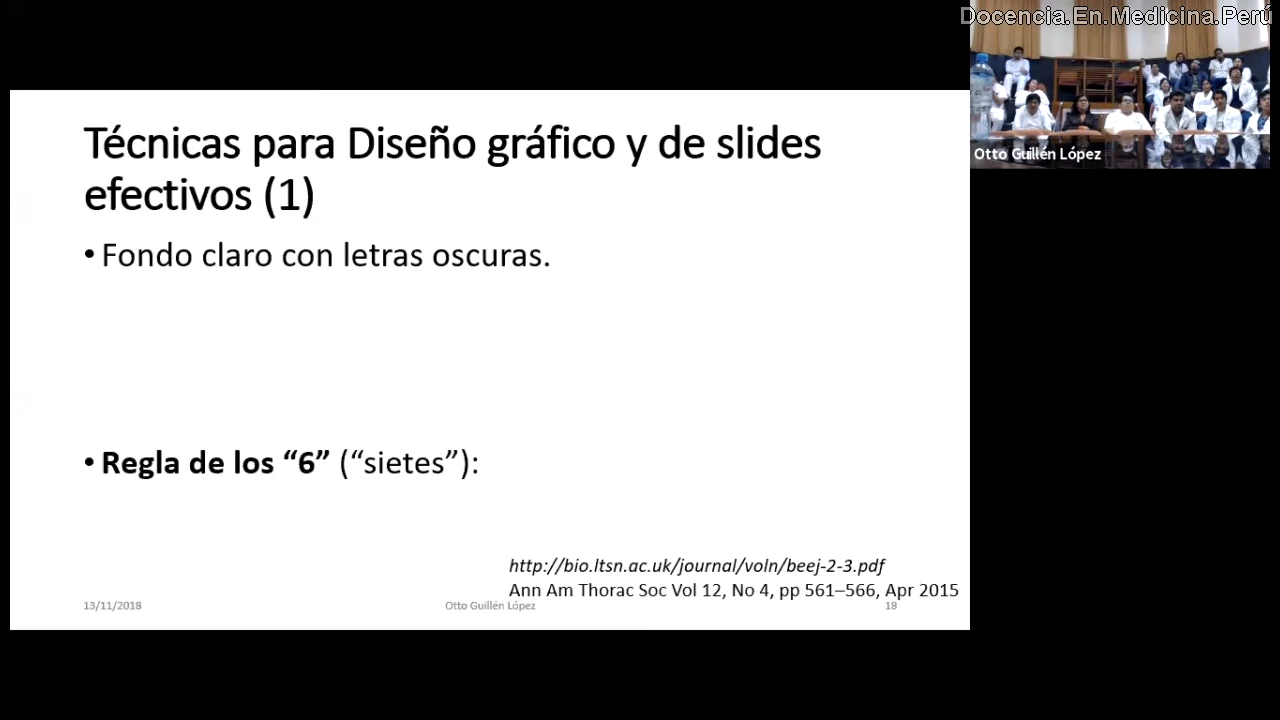 Docencia.En.Medicina.Perú
Otto Guillén López
Técnicas para Diseño gráfico y de slides
efectivos (1)
• Fondo claro con letras oscuras.
• Regla de los “6” (“sietes”):
http://bio.ltsn.ac.uk/journal/voln/beej-2-3.pdf
Ann Am Thorac Soc Vol 12, No 4, pp 561–566, Apr 2015
13/11/2018
Otto Guillén López
18